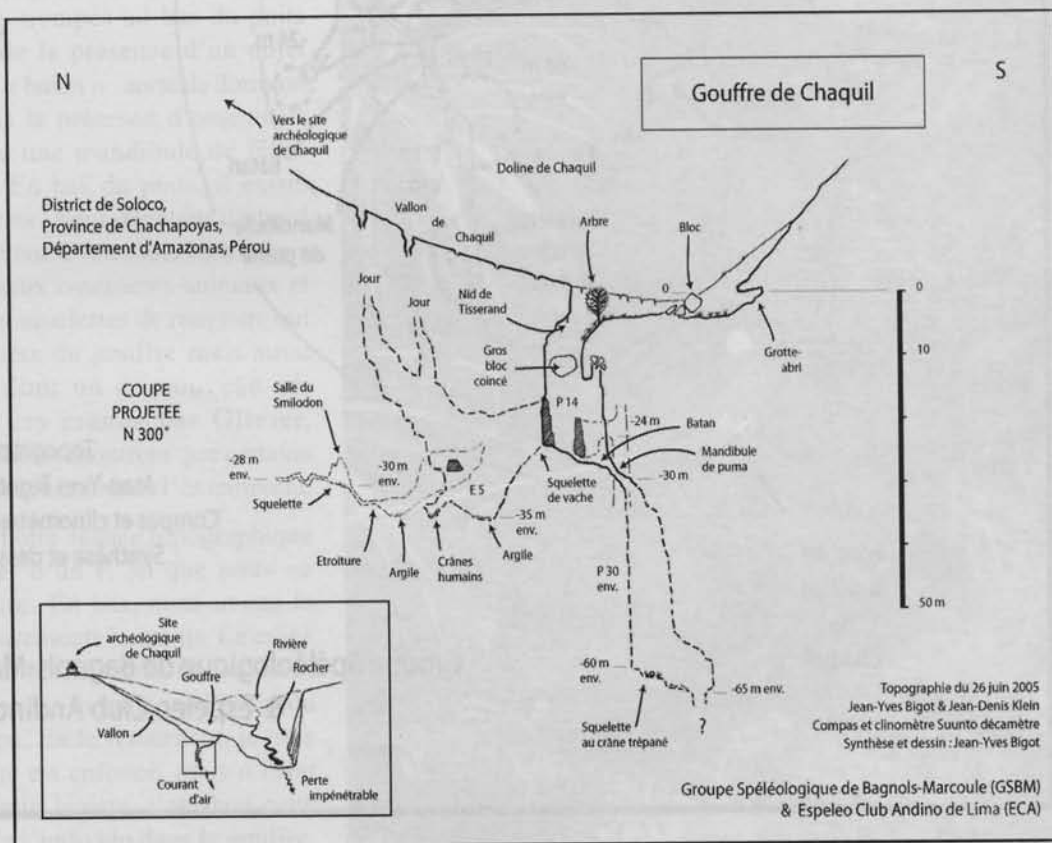 N
S
Gouffre de Chaquil
Vers le site
archéologique
de Chaquil
Doline de Chaquil
District de Soloco,
Province de Chachapoyas,
Département d'Amazonas, Pérou
Vallon
de
Chaquil
Arbre
Bloc
Jour
Jour
Nid de
Tisserand
0
0
10
50 m
Grotte-
abri
Gros
bloc
coincé
COUPE
PROJETEE
N 300°
Salle du
Smilodon
P 14
-24 m
Batan
Mandibule
de puma
-28 m
env.
-30 m
env.
Squelette
E 5
Squelette
de vache
-30 m
-35 m
env.
Etroiture
Argile
Crânes
humains
Argile
P 30
env.
-60 m
env.
-65 m env.
?
Squelette
au crâne trépané
Site
archéologique
de Chaquil
Gouffre
Rivière
Rocher
Vallon
Courant
d'air
Perte
impénétrable
Topographie du 26 juin 2005
Jean-Yves Bigot & Jean-Denis Klein
Compas et clinomètre Suunto décamètre
Synthèse et dessin : Jean-Yves Bigot
Groupe Spéléologique de Bagnols-Marcoule (GSBM)
& Espeleo Club Andino de Lima (ECA)